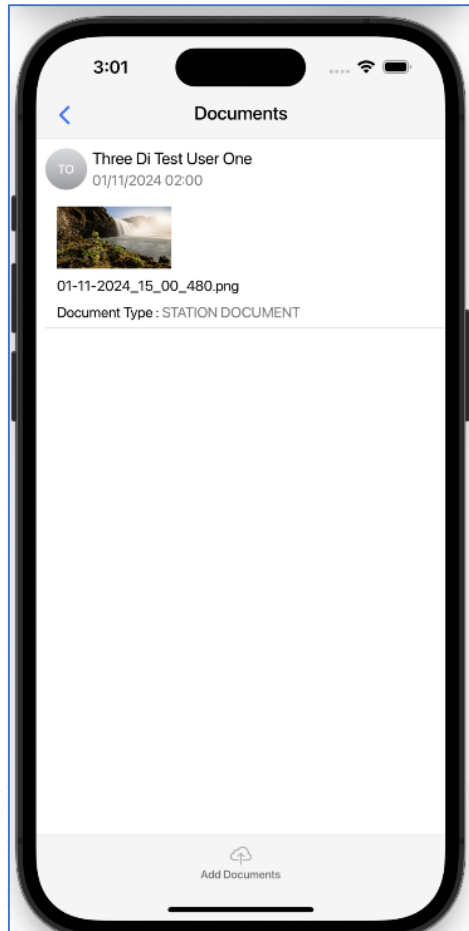 3:01
Documents
TO
Three Di Test User One
01/11/2024 02:00
01-11-2024_15_00_480.png
Document Type : STATION DOCUMENT
Add Documents